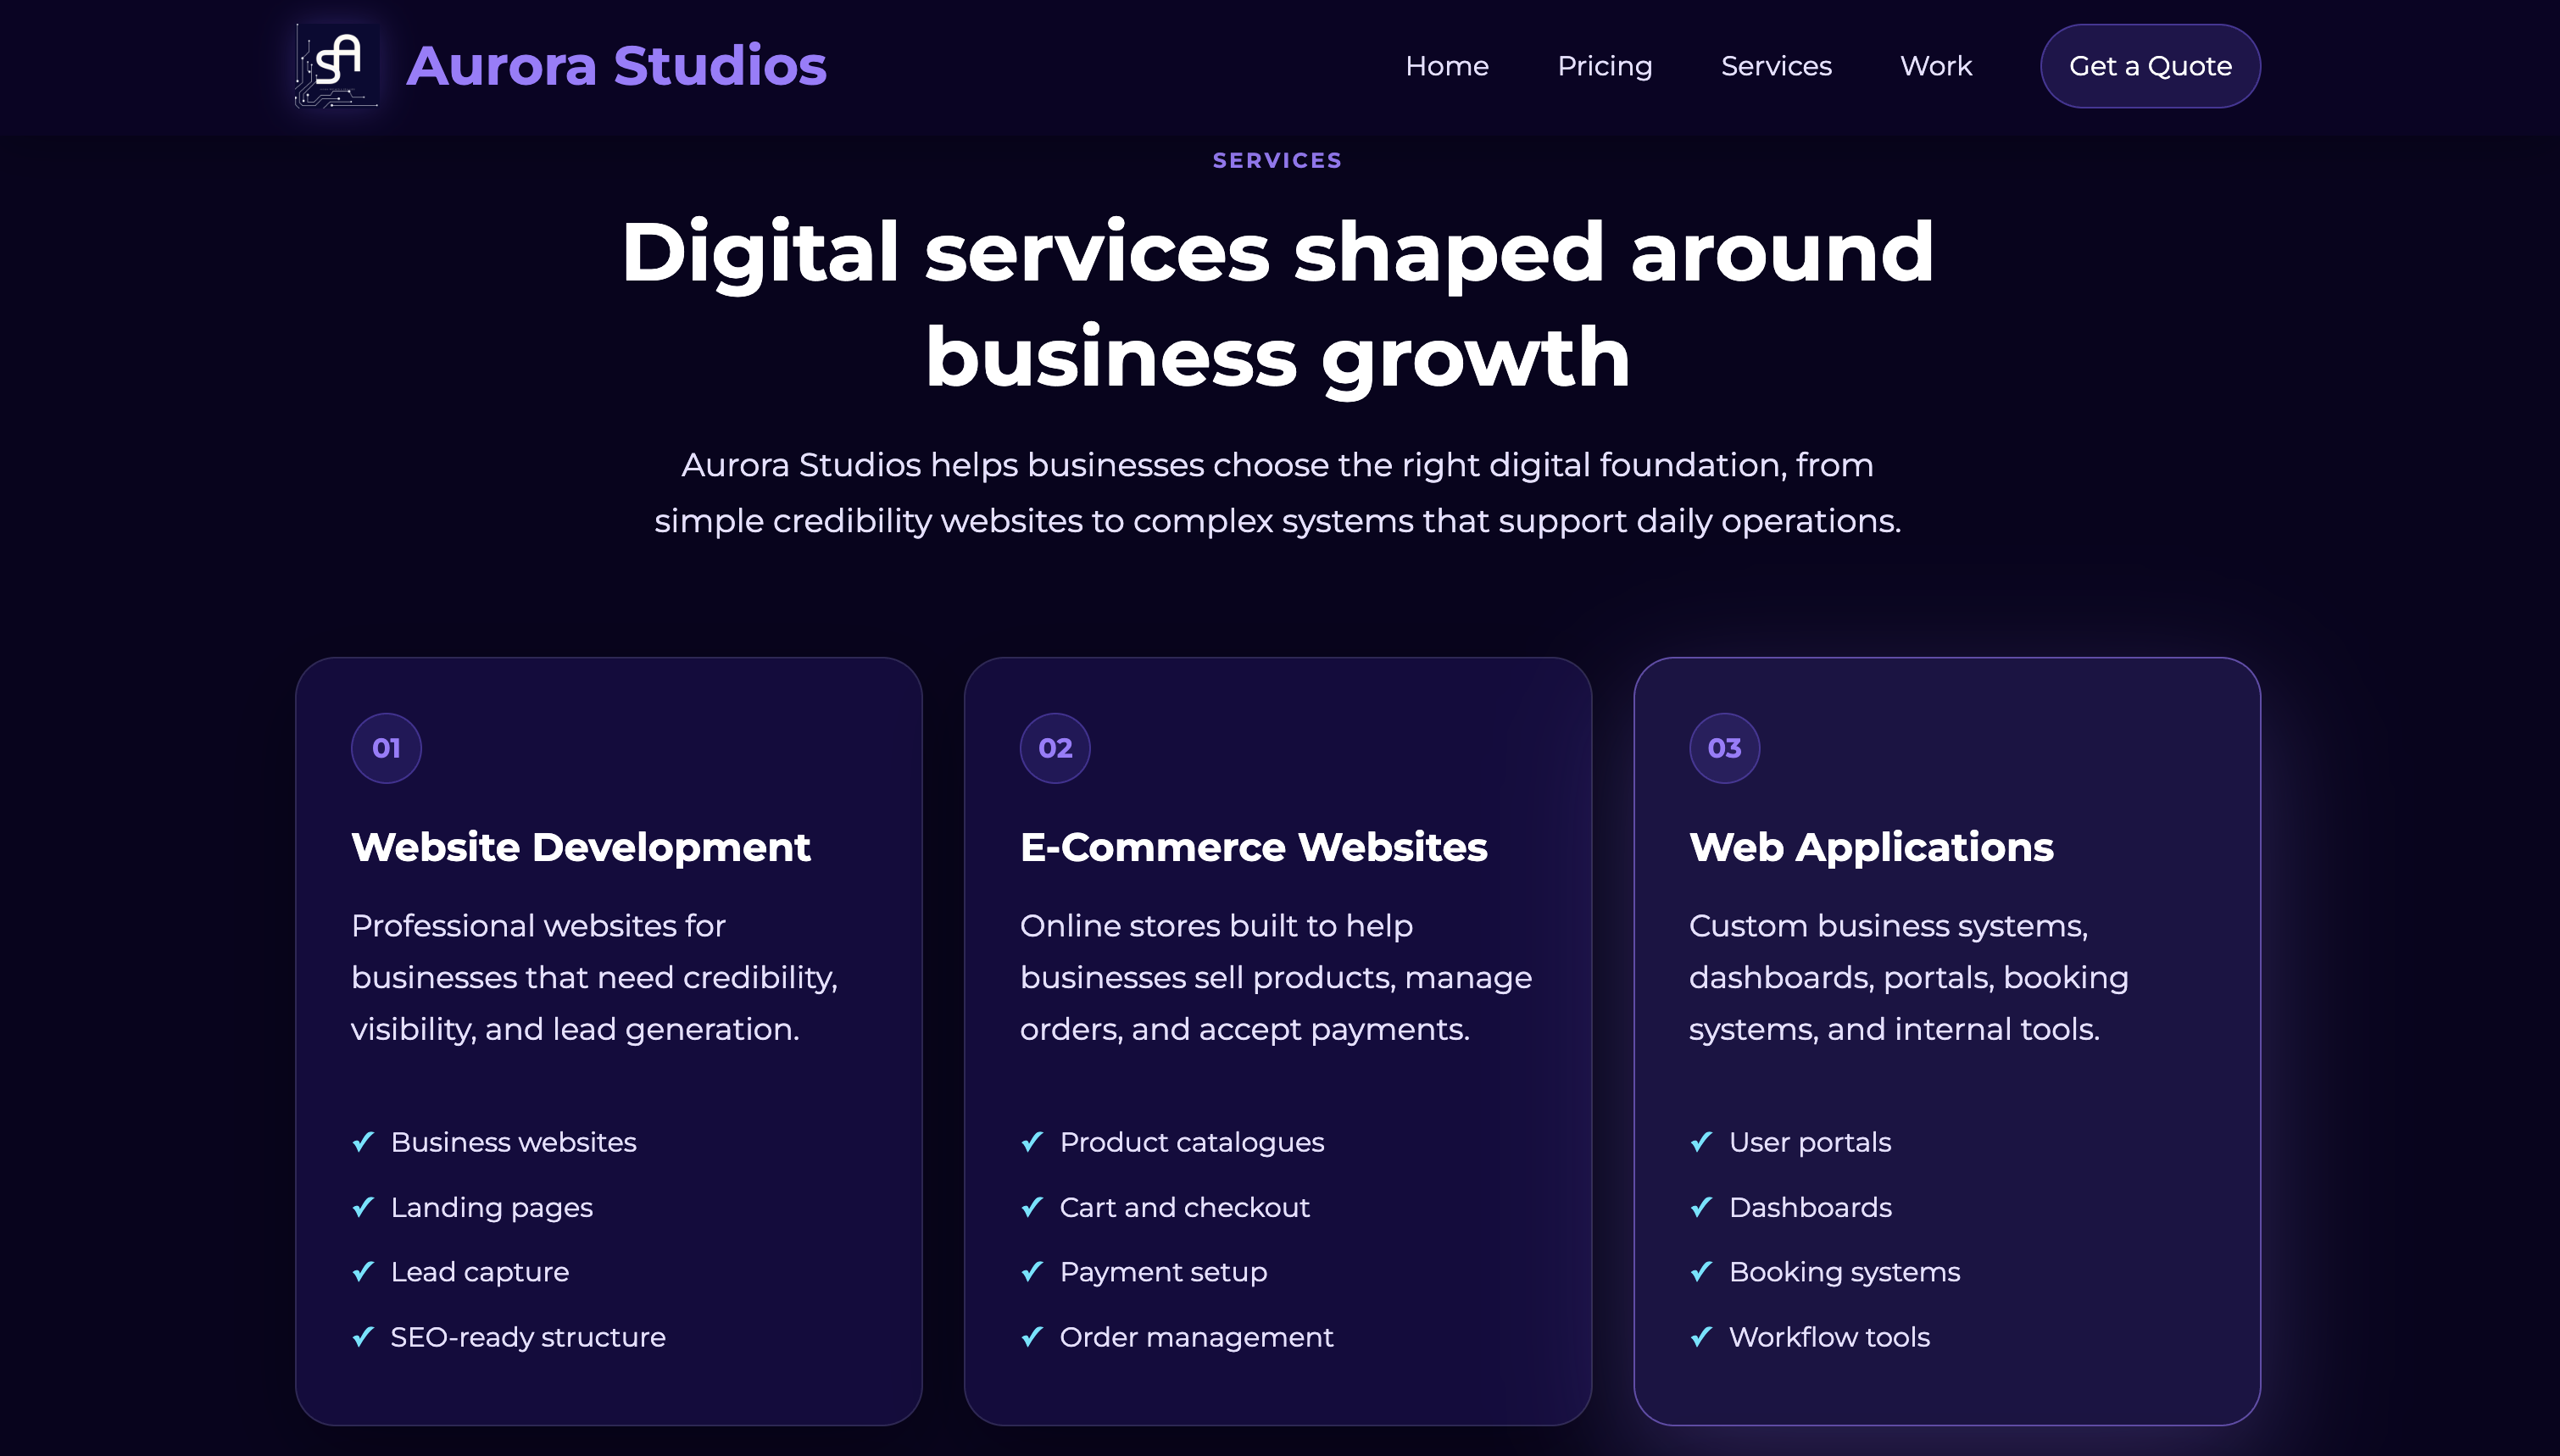 SA
Aurora Studios
Home
Pricing
Services
Work
Get a Quote
SERVICES
Digital services shaped around
business growth
Aurora Studios helps businesses choose the right digital foundation, from
simple credibility websites to complex systems that support daily operations.
01
Website Development
Professional websites for
businesses that need credibility,
visibility, and lead generation.
✓ Business websites
✓ Landing pages
✓ Lead capture
✓ SEO-ready structure
02
E-Commerce Websites
Online stores built to help
businesses sell products, manage
orders, and accept payments.
✓ Product catalogues
✓ Cart and checkout
✓ Payment setup
✓ Order management
03
Web Applications
Custom business systems,
dashboards, portals, booking
systems, and internal tools.
✓ User portals
✓ Dashboards
✓ Booking systems
✓ Workflow tools